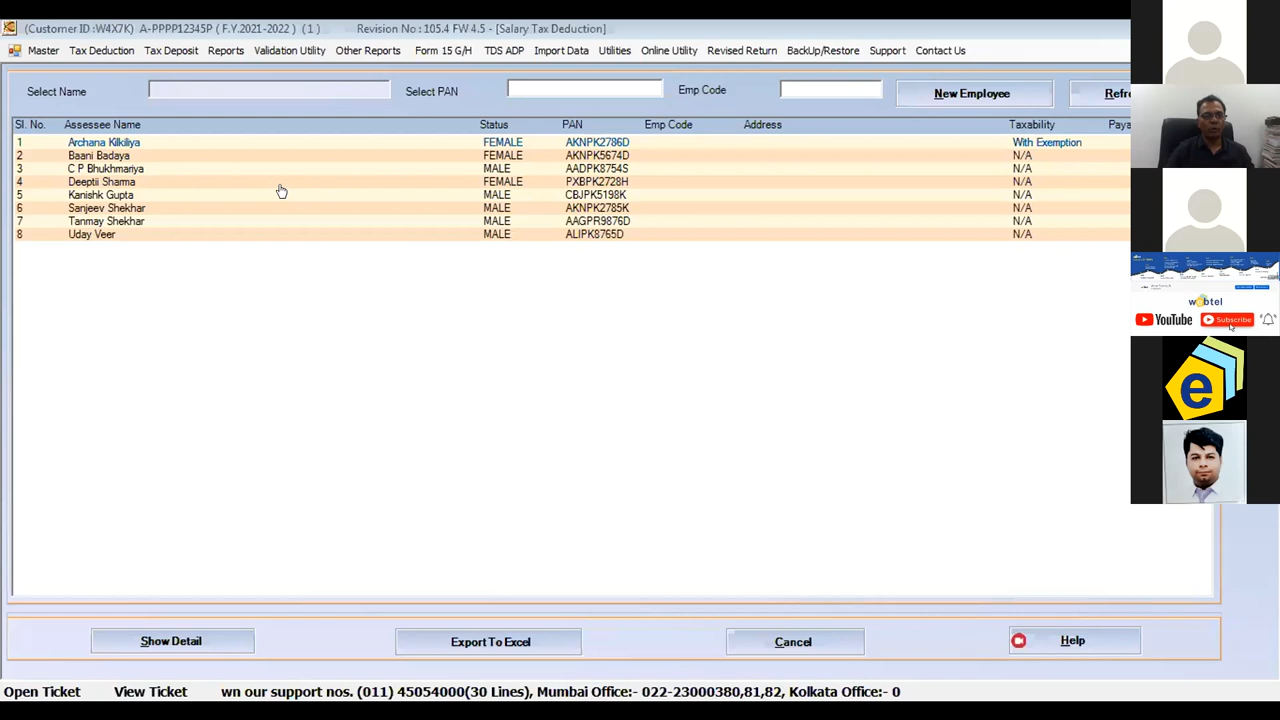 (Customer ID :W4X7K) A-PPPP12345P ( F.Y.2021-2022 ) ( 1 ) Revision No : 105.4 FW 4.5 - [Salary Tax Deduction]
Master Tax Deduction Tax Deposit Reports Validation Utility Other Reports Form 15 G/H TDS ADP Import Data Utilities Online Utility Revised Return BackUp/Restore Support Contact Us
Select Name Select PAN Emp Code New Employee Refre
Sl. No. Assessee Name Status PAN Emp Code Address Taxability Paya
1 Archana Kilkiliya FEMALE AKNPK2786D With Exemption
2 Baani Badaya FEMALE AKNPK5674D N/A
3 C P Bhukhmariya MALE AADPK8754S N/A
4 Deeptii Sharma FEMALE PXBPK2728H N/A
5 Kanishk Gupta MALE CBJPK5198K N/A
6 Sanjeev Shekhar MALE AKNPK2785K N/A
7 Tanmay Shekhar MALE AAGPR9876D N/A
8 Uday Veer MALE ALIPK8765D N/A
webtel
YouTube Subscribe
e
Show Detail Export To Excel Cancel Help
Open Ticket View Ticket wn our support nos. (011) 45054000(30 Lines), Mumbai Office:- 022-23000380,81,82, Kolkata Office:- 0